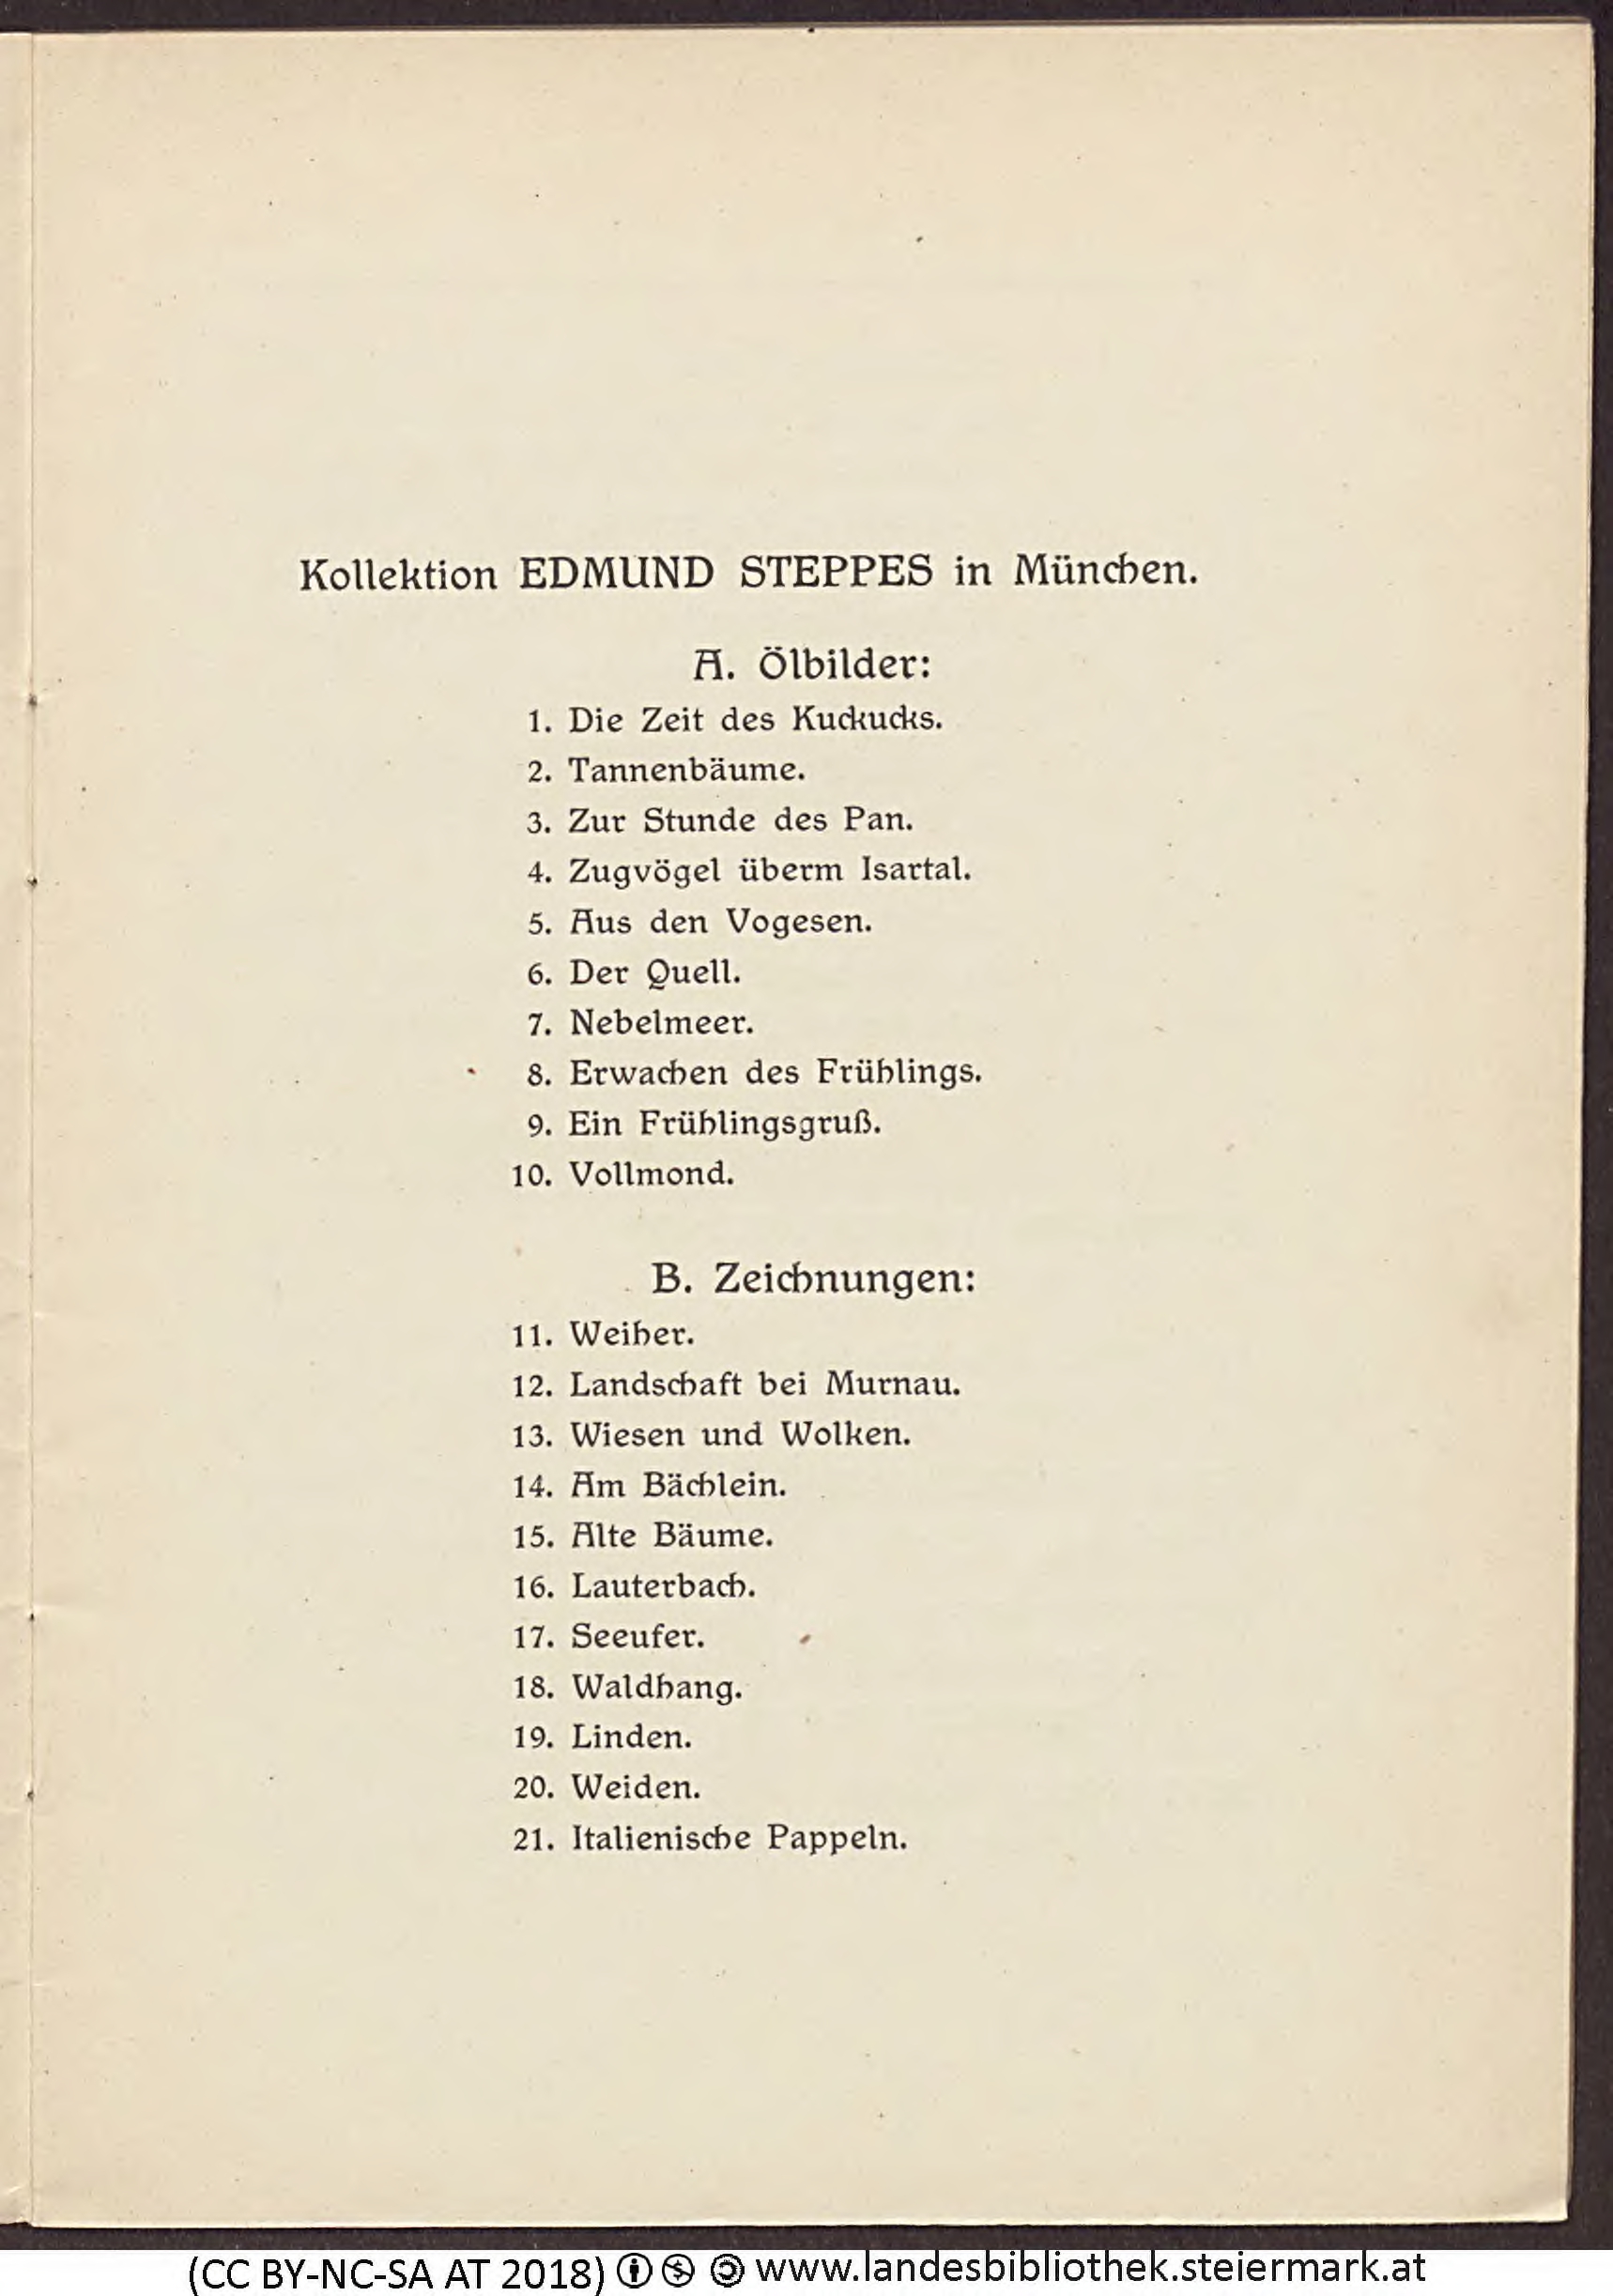 Kollektion EDMUND STEPPES in München.
A. Ölbilder:
1. Die Zeit des Kuckucks.
2. Tannenbäume.
3. Zur Stunde des Pan.
4. Zugvögel überm Isartal.
5. Aus den Vogesen.
6. Der Quell.
7. Nebelmeer.
8. Erwachen des Frühlings.
9. Ein Frühlingsgruß.
10. Vollmond.
B. Zeichnungen:
11. Weiher.
12. Landschaft bei Murnau.
13. Wiesen und Wolken.
14. Am Bächlein.
15. Alte Bäume.
16. Lauterbach.
17. Seeufer.
18. Waldhang.
19. Linden.
20. Weiden.
21. Italienische Pappeln.
(CC BY-NC-SA AT 2018) www.landesbibliothek.steiermark.at